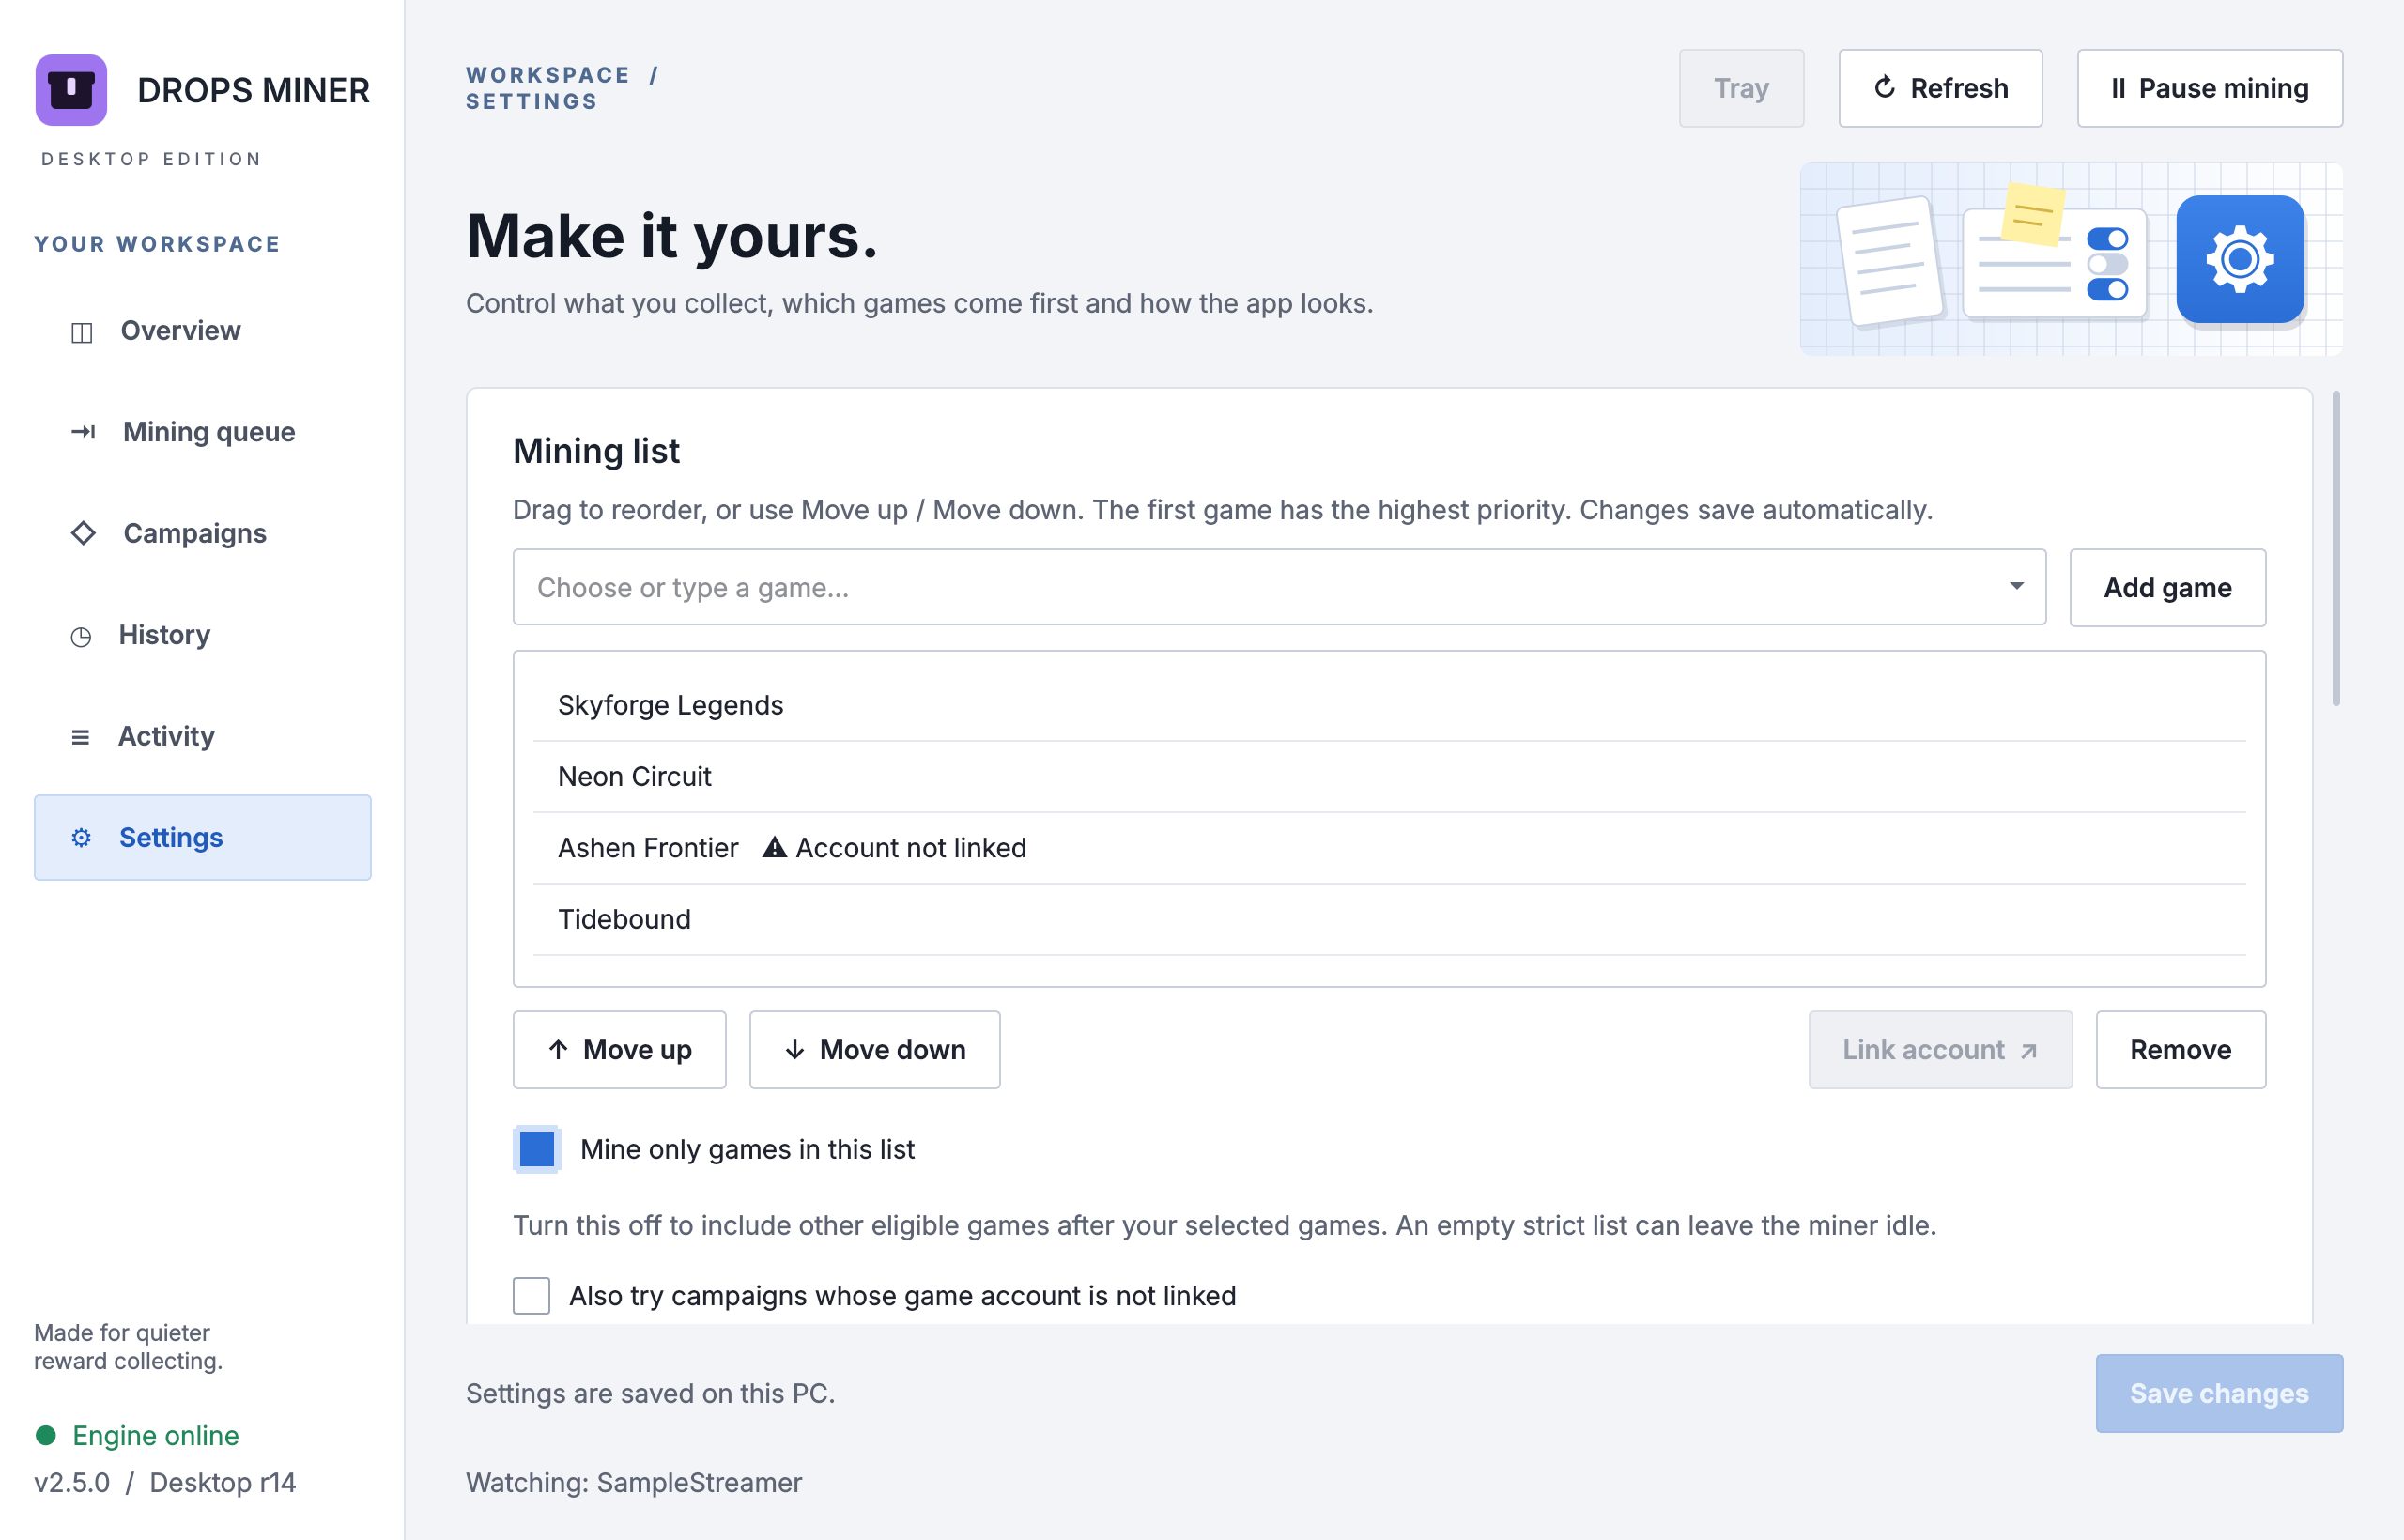 DROPS MINER
DESKTOP EDITION
YOUR WORKSPACE
Overview
Mining queue
Campaigns
History
Activity
Settings
Made for quieter
reward collecting.
Engine online
v2.5.0 / Desktop r14
WORKSPACE /
SETTINGS
Tray
Refresh
Pause mining
Make it yours.
Control what you collect, which games come first and how the app looks.
Mining list
Drag to reorder, or use Move up / Move down. The first game has the highest priority. Changes save automatically.
Choose or type a game...
Add game
Skyforge Legends
Neon Circuit
Ashen Frontier ⚠ Account not linked
Tidebound
↑ Move up
↓ Move down
Link account ↗
Remove
Mine only games in this list
Turn this off to include other eligible games after your selected games. An empty strict list can leave the miner idle.
Also try campaigns whose game account is not linked
Settings are saved on this PC.
Save changes
Watching: SampleStreamer